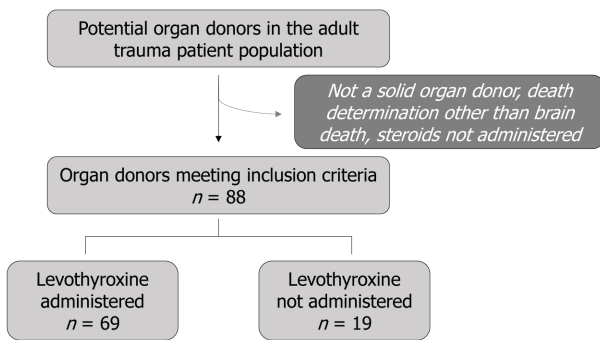 Potential organ donors in the adult
trauma patient population
Not a solid organ donor, death
determination other than brain
death, steroids not administered
Organ donors meeting inclusion criteria
n = 88
Levothyroxine
administered
n = 69
Levothyroxine
not administered
n = 19